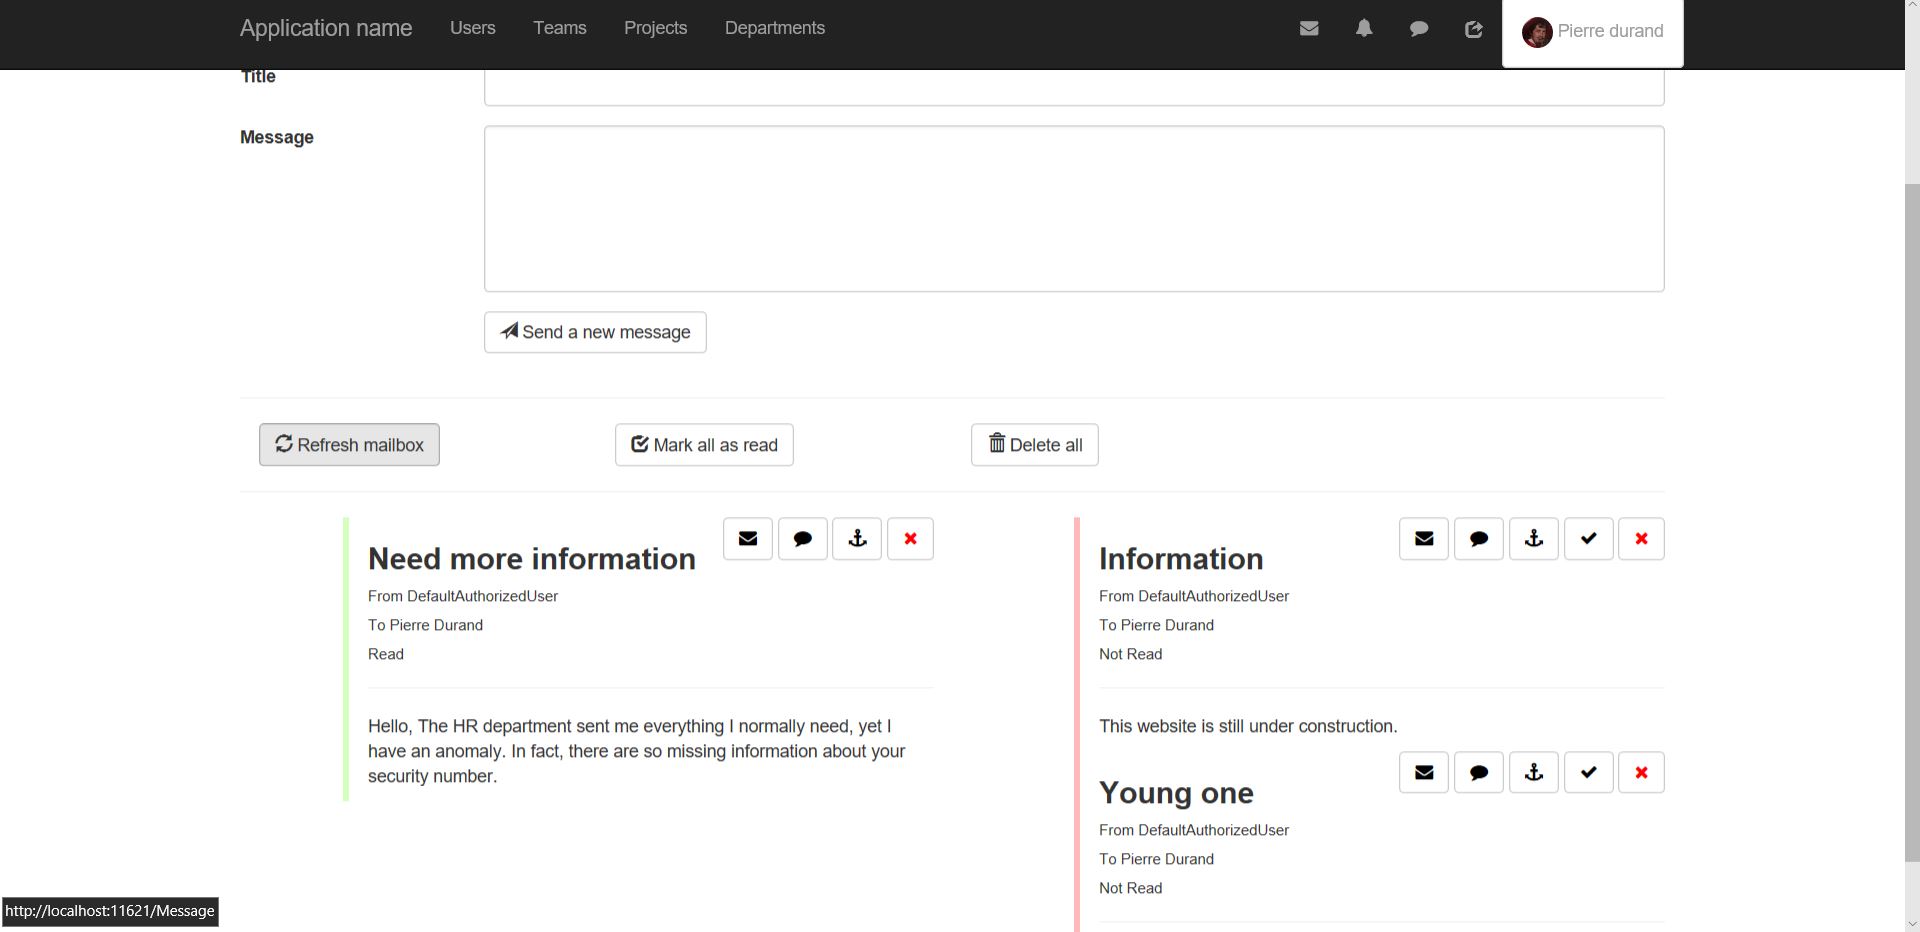 Application name Users Teams Projects Departments Pierre durand
Title
Message
Send a new message
Refresh mailbox Mark all as read Delete all
Need more information
From DefaultAuthorizedUser
To Pierre Durand
Read
Hello, The HR department sent me everything I normally need, yet I
have an anomaly. In fact, there are so missing information about your
security number.
Information
From DefaultAuthorizedUser
To Pierre Durand
Not Read
This website is still under construction.
Young one
From DefaultAuthorizedUser
To Pierre Durand
Not Read
http://localhost:11621/Message